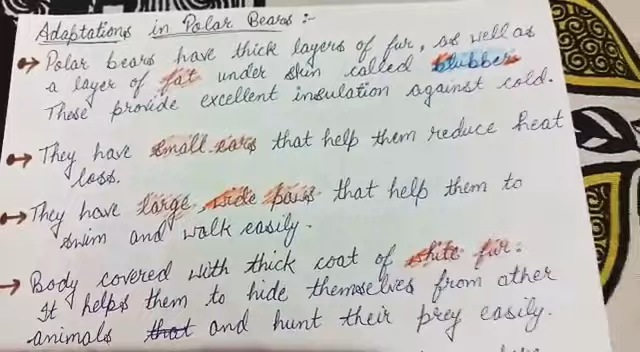 Adaptations in Polar Bears :-
→ Polar bears have thick layers of fur, as well as
a layer of fat under skin called blubber
These provide excellent insulation against cold.
→ They have small ears that help them reduce heat
loss.
→ They have large, wide paws that help them to
swim and walk easily.
→ Body covered with thick coat of white fur.
It helps them to hide themselves from other
animals that and hunt their prey easily.